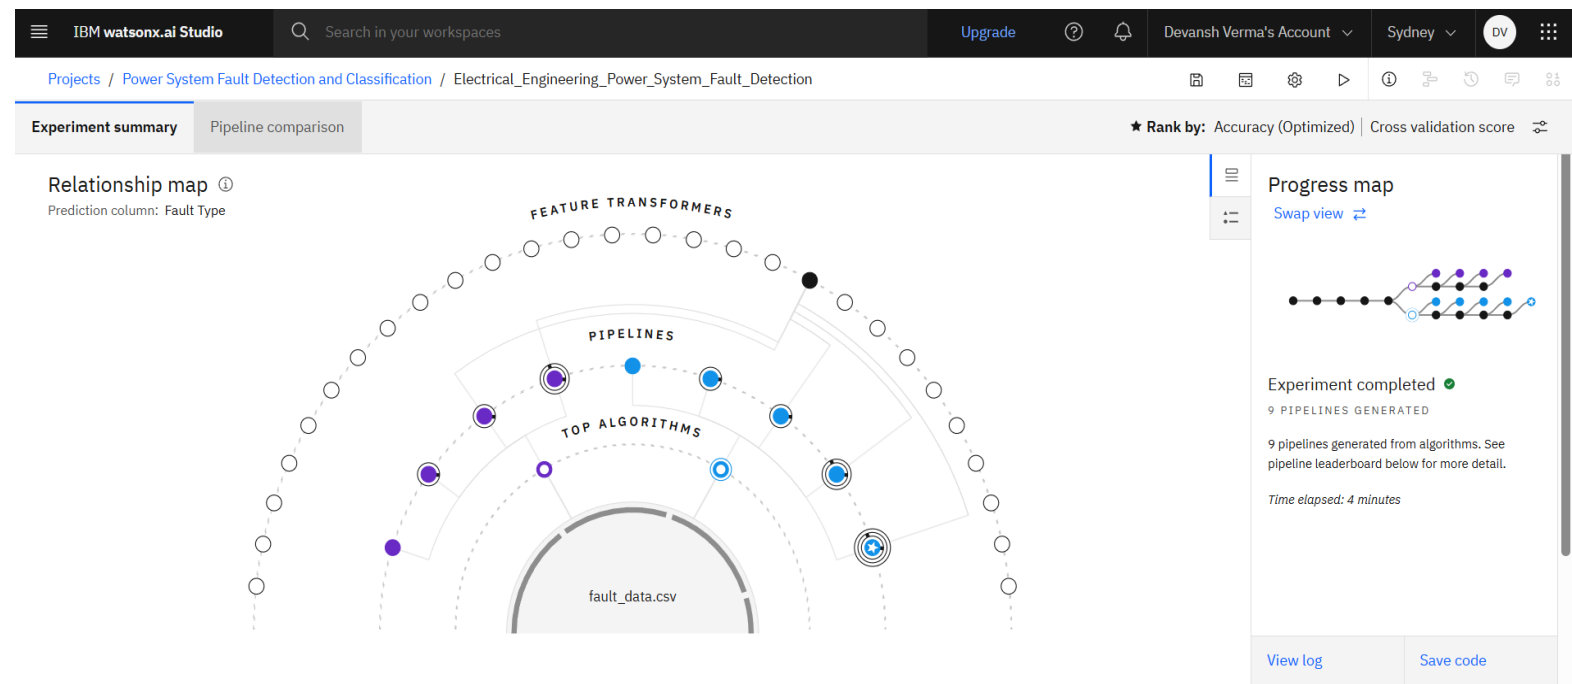 IBM watsonx.ai Studio
Search in your workspaces
Upgrade
Devansh Verma's Account
Sydney
DV
Projects / Power System Fault Detection and Classification / Electrical_Engineering_Power_System_Fault_Detection
Experiment summary
Pipeline comparison
Rank by: Accuracy (Optimized) | Cross validation score
Relationship map
Prediction column: Fault Type
FEATURE TRANSFORMERS
PIPELINES
TOP ALGORITHMS
fault_data.csv
Progress map
Swap view
Experiment completed
9 PIPELINES GENERATED
9 pipelines generated from algorithms. See
pipeline leaderboard below for more detail.
Time elapsed: 4 minutes
View log
Save code